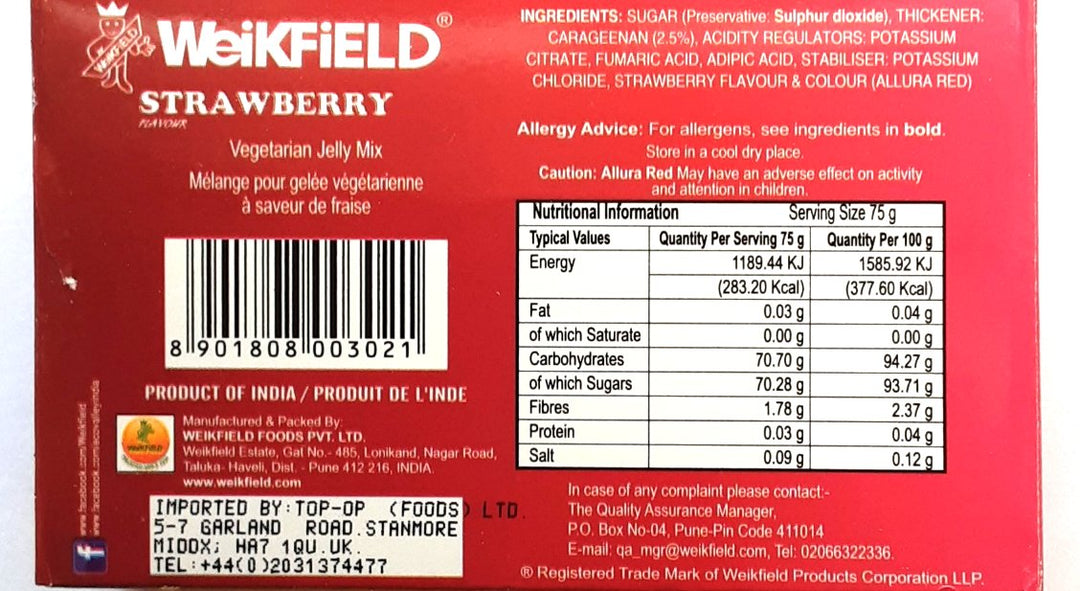 WEIKFIELD
WeiKFiELD®
STRAWBERRY
FLAVOUR
Vegetarian Jelly Mix
Mélange pour gelée végétarienne
à saveur de fraise
8 901808 003021
PRODUCT OF INDIA / PRODUIT DE L'INDE
Manufactured & Packed By:
WEIKFIELD FOODS PVT. LTD.
Weikfield Estate, Gat No.- 485, Lonikand, Nagar Road,
Taluka- Haveli, Dist. - Pune 412 216, INDIA.
www.weikfield.com
www.facebook.com/Weikfield
www.facebook.com/ecovalleyindia
IMPORTED BY:TOP-OP (FOODS) LTD.
5-7 GARLAND ROAD.STANMORE
MIDDX; HA7 1QU.UK.
TEL:+44(0)2031374477
INGREDIENTS: SUGAR (Preservative: Sulphur dioxide), THICKENER:
CARAGEENAN (2.5%), ACIDITY REGULATORS: POTASSIUM
CITRATE, FUMARIC ACID, ADIPIC ACID, STABILISER: POTASSIUM
CHLORIDE, STRAWBERRY FLAVOUR & COLOUR (ALLURA RED)
Allergy Advice: For allergens, see ingredients in bold.
Store in a cool dry place.
Caution: Allura Red May have an adverse effect on activity
and attention in children.
Nutritional Information Serving Size 75 g
Typical Values Quantity Per Serving 75 g Quantity Per 100 g
Energy 1189.44 KJ 1585.92 KJ
(283.20 Kcal) (377.60 Kcal)
Fat 0.03 g 0.04 g
of which Saturate 0.00 g 0.00 g
Carbohydrates 70.70 g 94.27 g
of which Sugars 70.28 g 93.71 g
Fibres 1.78 g 2.37 g
Protein 0.03 g 0.04 g
Salt 0.09 g 0.12 g
In case of any complaint please contact:-
The Quality Assurance Manager,
P.O. Box No-04, Pune-Pin Code 411014
E-mail: qa_mgr@weikfield.com, Tel: 02066322336.
® Registered Trade Mark of Weikfield Products Corporation LLP.